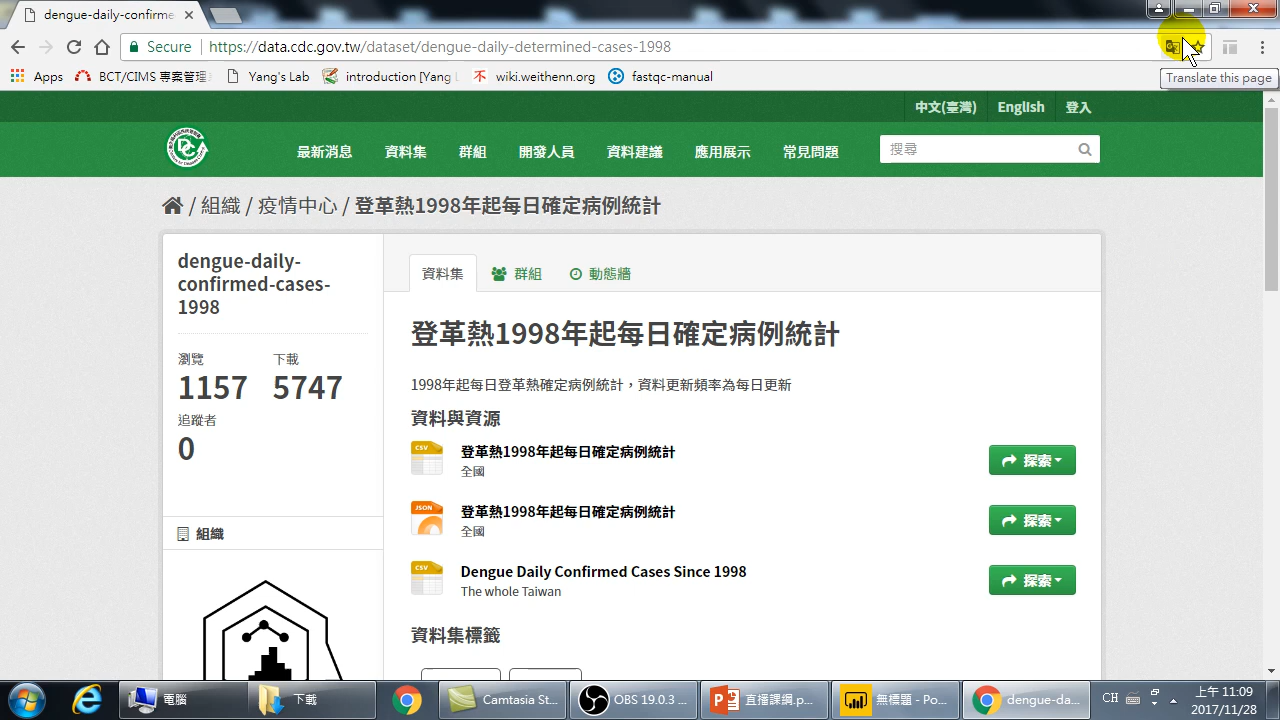 dengue-daily-confirme
Secure
https://data.cdc.gov.tw/dataset/dengue-daily-determined-cases-1998
Apps
BCT/CIMS 專案管理
Yang's Lab
introduction [Yang
wiki.weithenn.org
fastqc-manual
Translate this page
中文(臺灣)
English
登入
最新消息
資料集
群組
開發人員
資料建議
應用展示
常見問題
搜尋
/ 組織 / 疫情中心 / 登革熱1998年起每日確定病例統計
dengue-daily-
confirmed-cases-
1998
瀏覽
下載
1157
5747
追蹤者
0
組織
資料集
群組
動態牆
登革熱1998年起每日確定病例統計
1998年起每日登革熱確定病例統計，資料更新頻率為每日更新
資料與資源
CSV
登革熱1998年起每日確定病例統計
全國
探索
JSON
登革熱1998年起每日確定病例統計
全國
探索
CSV
Dengue Daily Confirmed Cases Since 1998
The whole Taiwan
探索
資料集標籤
電腦
下載
Camtasia St...
OBS 19.0.3 ...
直播課綱.p...
無標題 - Po...
dengue-da...
CH
上午 11:09
2017/11/28